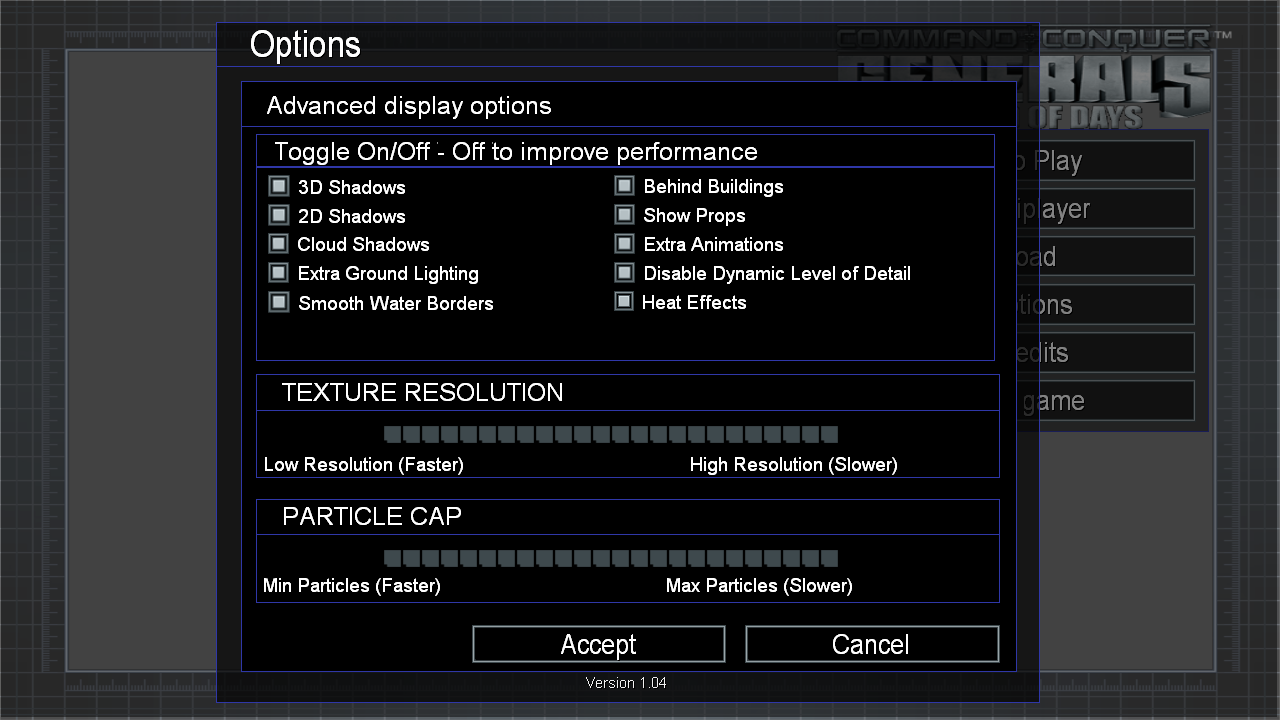 Options
COMMAND & CONQUER™
GENERALS
OF DAYS
Advanced display options
Toggle On/Off - Off to improve performance
3D Shadows
2D Shadows
Cloud Shadows
Extra Ground Lighting
Smooth Water Borders
Behind Buildings
Show Props
Extra Animations
Disable Dynamic Level of Detail
Heat Effects
TEXTURE RESOLUTION
Low Resolution (Faster) High Resolution (Slower)
PARTICLE CAP
Min Particles (Faster) Max Particles (Slower)
Accept Cancel
Version 1.04
o Play
iplayer
oad
tions
edits
game